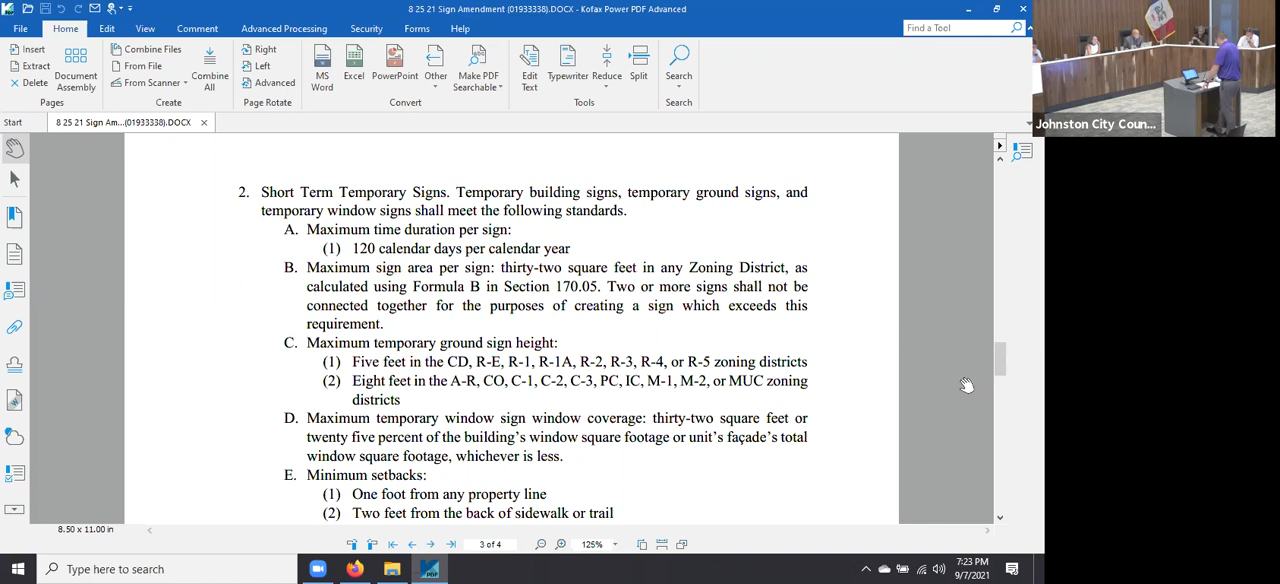 8 25 21 Sign Amendment (01933338).DOCX - Kofax Power PDF Advanced
File Home Edit View Comment Advanced Processing Security Forms Help
Find a Tool
Insert
Extract
Delete
Document Assembly
Pages
Combine Files
From File
From Scanner
Combine All
Create
Right
Left
Advanced
Page Rotate
MS Word
Excel
PowerPoint
Other
Make PDF Searchable
Convert
Edit Text
Typewriter
Reduce
Split
Tools
Search
Search
Johnston City Coun...
Start
8 25 21 Sign Am...(01933338).DOCX
2. Short Term Temporary Signs. Temporary building signs, temporary ground signs, and
temporary window signs shall meet the following standards.
A. Maximum time duration per sign:
(1) 120 calendar days per calendar year
B. Maximum sign area per sign: thirty-two square feet in any Zoning District, as
calculated using Formula B in Section 170.05. Two or more signs shall not be
connected together for the purposes of creating a sign which exceeds this
requirement.
C. Maximum temporary ground sign height:
(1) Five feet in the CD, R-E, R-1, R-1A, R-2, R-3, R-4, or R-5 zoning districts
(2) Eight feet in the A-R, CO, C-1, C-2, C-3, PC, IC, M-1, M-2, or MUC zoning
districts
D. Maximum temporary window sign window coverage: thirty-two square feet or
twenty five percent of the building's window square footage or unit's façade's total
window square footage, whichever is less.
E. Minimum setbacks:
(1) One foot from any property line
(2) Two feet from the back of sidewalk or trail
8.50 x 11.00 in
3 of 4
125%
Type here to search
PDF
7:23 PM
9/7/2021